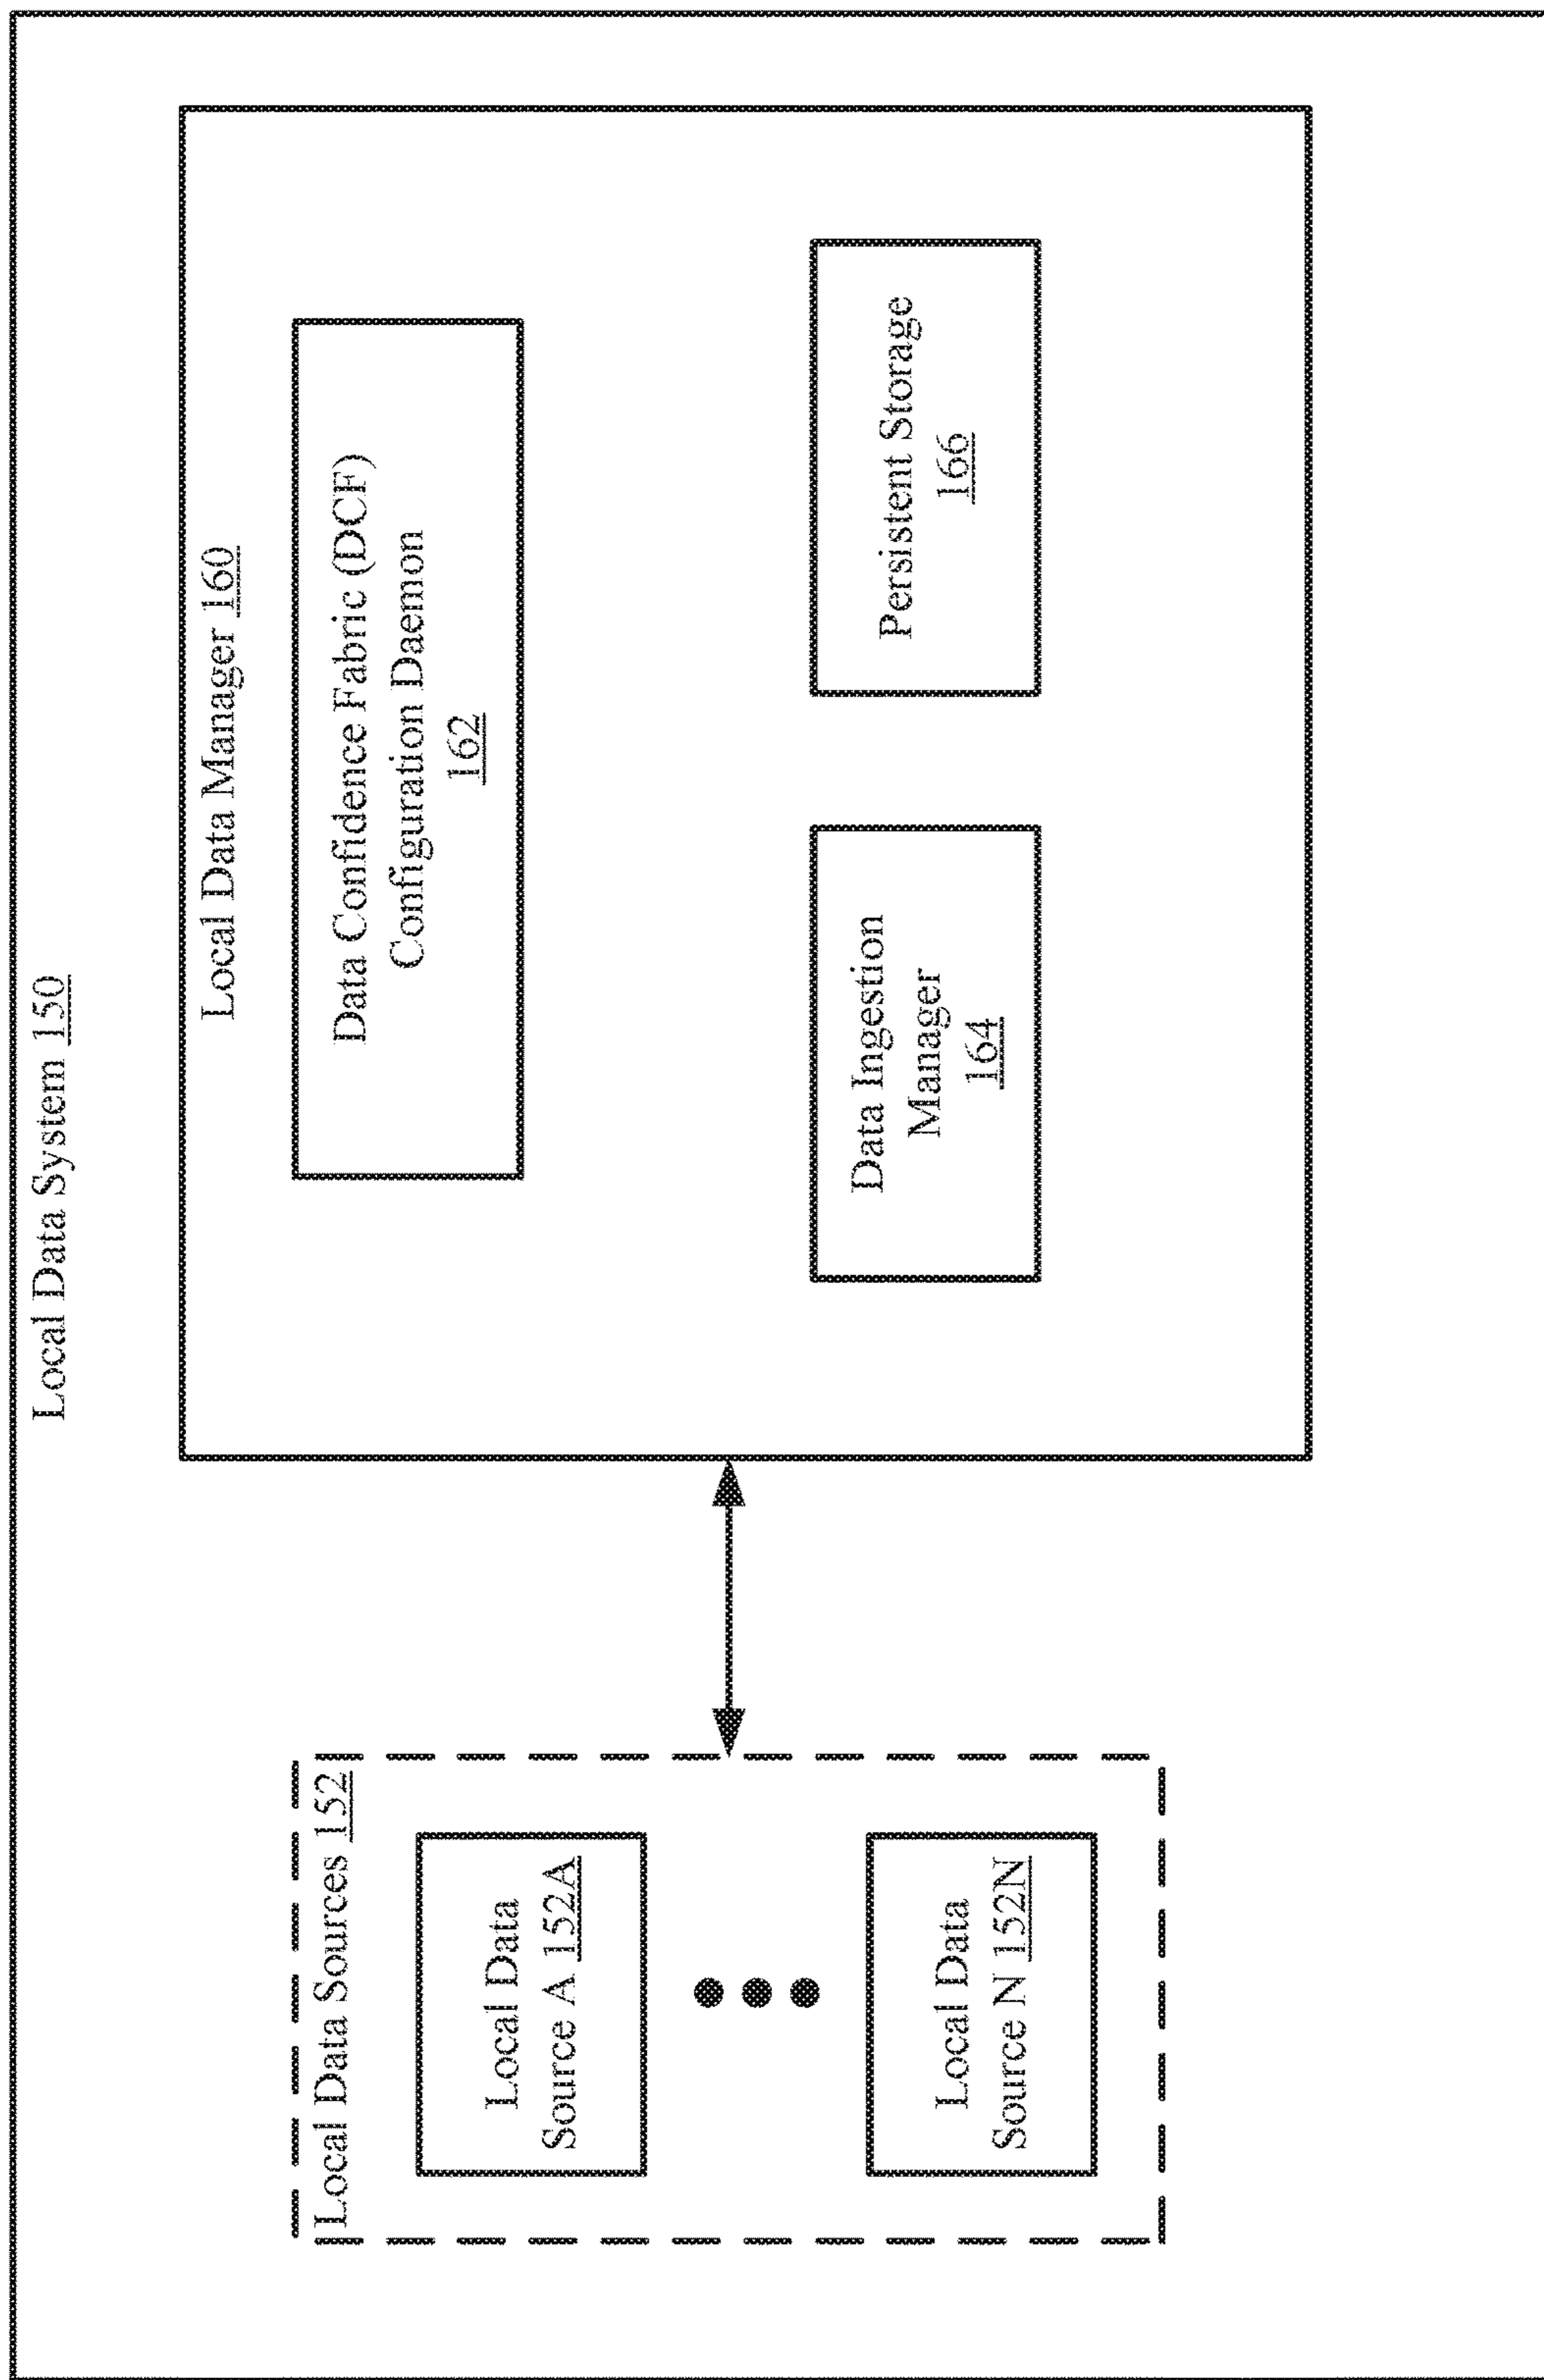 Local Data System 150
Local Data Sources 152
Local Data
Source A 152A
Local Data
Source N 152N
Local Data Manager 160
Data Confidence Fabric (DCF)
Configuration Daemon
162
Data Ingestion
Manager
164
Persistent Storage
166